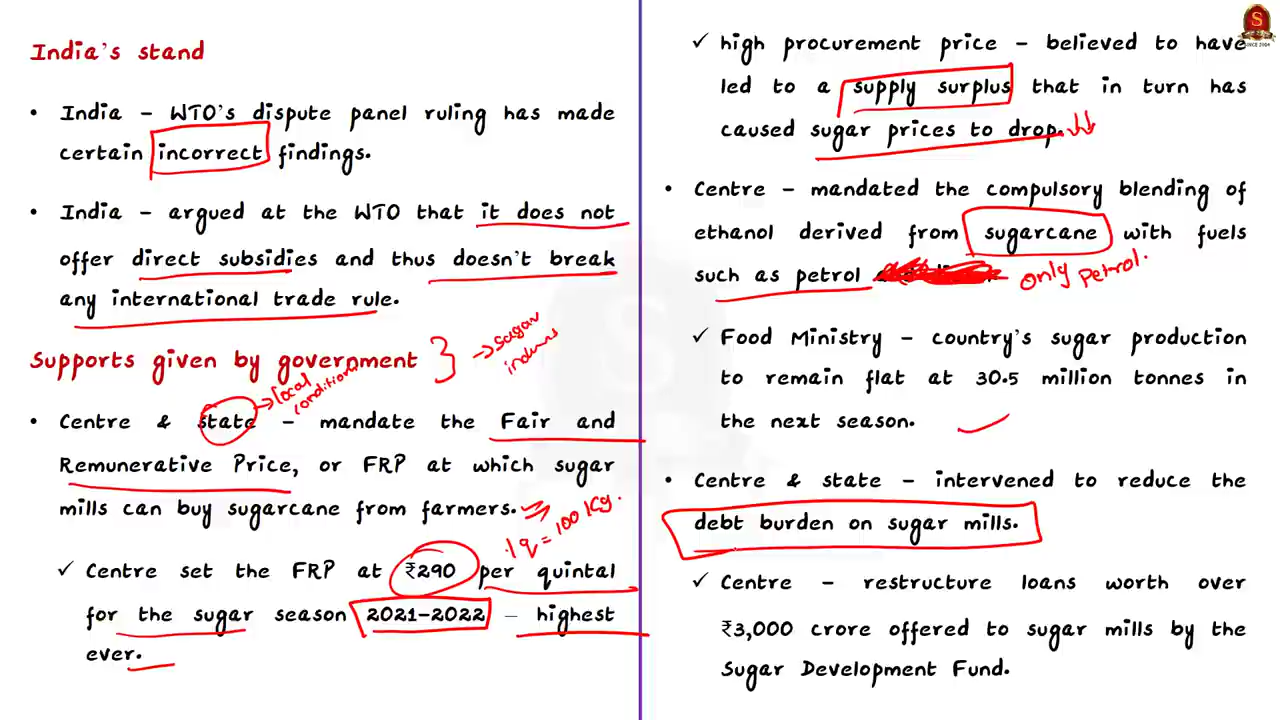 India's stand
• India – WTO's dispute panel ruling has made
certain incorrect findings.
• India – argued at the WTO that it does not
offer direct subsidies and thus doesn't break
any international trade rule.
Supports given by government
→ Sugar
→ local
conditions
• Centre & state – mandate the Fair and
Remunerative Price, or FRP at which sugar
mills can buy sugarcane from farmers.
1q = 100 kg.
✓ Centre set the FRP at ₹290 per quintal
for the sugar season 2021-2022 – highest
ever.
S
SINCE 2004
✓ high procurement price – believed to have
led to a supply surplus that in turn has
caused sugar prices to drop.
• Centre – mandated the compulsory blending of
ethanol derived from sugarcane with fuels
such as petrol
only petrol.
✓ Food Ministry – country's sugar production
to remain flat at 30.5 million tonnes in
the next season.
• Centre & state – intervened to reduce the
debt burden on sugar mills.
✓ Centre – restructure loans worth over
₹3,000 crore offered to sugar mills by the
Sugar Development Fund.